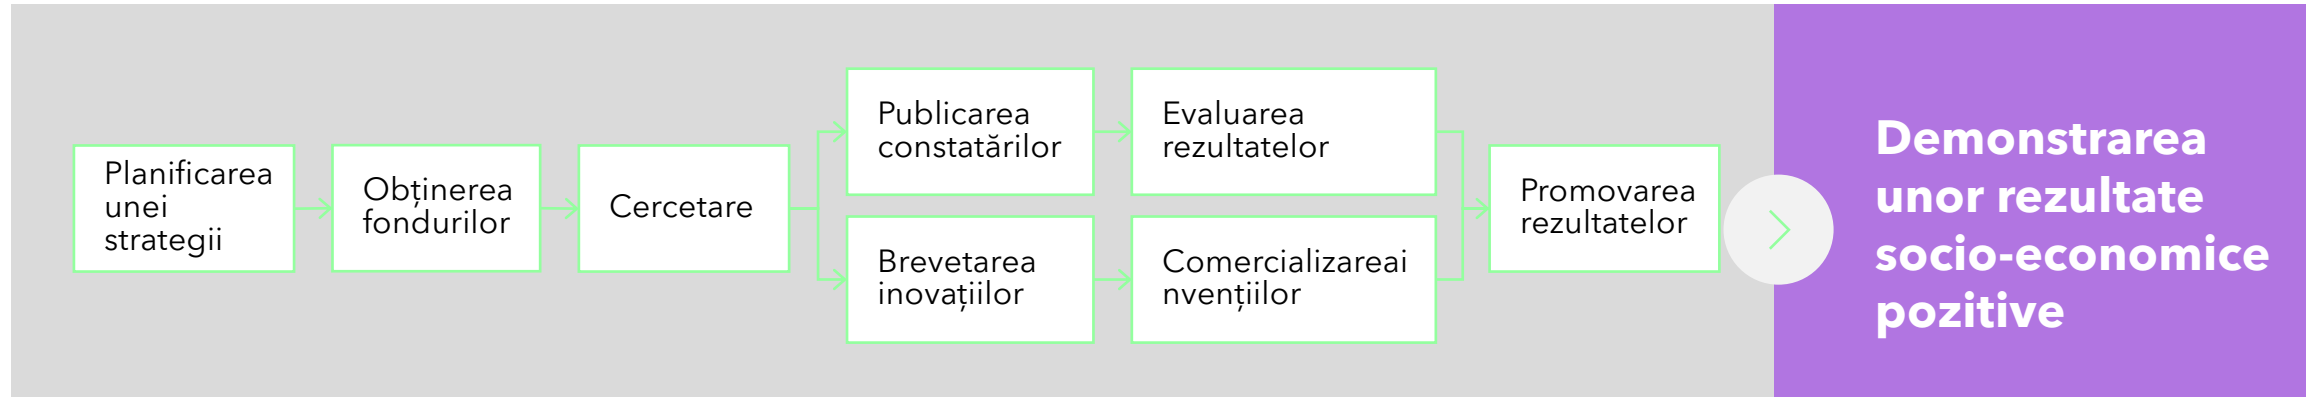 Planificarea
unei
strategii
Obținerea
fondurilor
Cercetare
Publicarea
constatărilor
Evaluarea
rezultatelor
Brevetarea
inovațiilor
Comercializareai
nvențiilor
Promovarea
rezultatelor
Demonstrarea
unor rezultate
socio-economice
pozitive